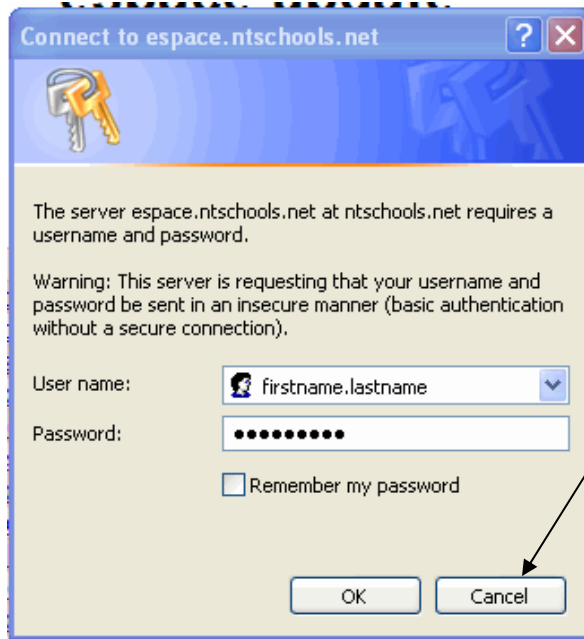 Connect to espace.ntschools.net
The server espace.ntschools.net at ntschools.net requires a
username and password.
Warning: This server is requesting that your username and
password be sent in an insecure manner (basic authentication
without a secure connection).
User name:
firstname.lastname
Password:
•••••••••
Remember my password
OK
Cancel